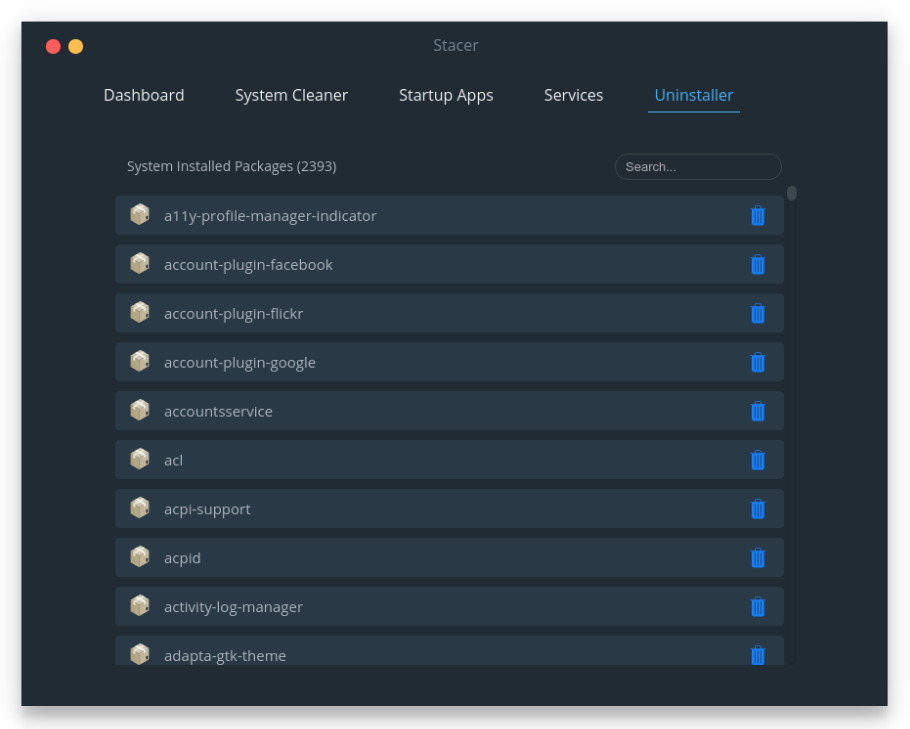 Stacer
Dashboard System Cleaner Startup Apps Services Uninstaller
System Installed Packages (2393) Search...
a11y-profile-manager-indicator
account-plugin-facebook
account-plugin-flickr
account-plugin-google
accountsservice
acl
acpi-support
acpid
activity-log-manager
adapta-gtk-theme